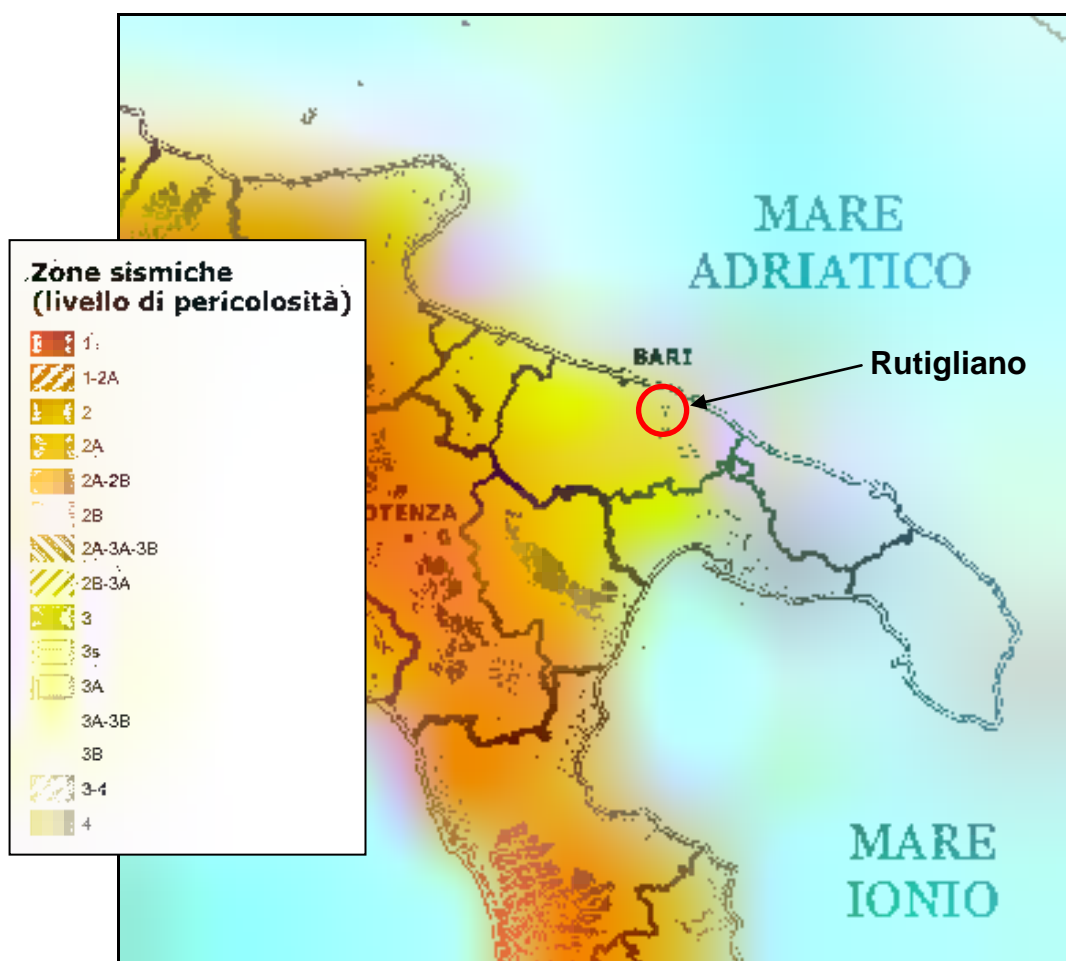 MARE
ADRIATICO
Zone sismiche
(livello di pericolosità)
1
1-2A
2
2A
2A-2B
2B
2A-3A-3B
2B-3A
3
3s
3A
3A-3B
3B
3-4
4
BARI
Rutigliano
OTENZA
MARE
IONIO